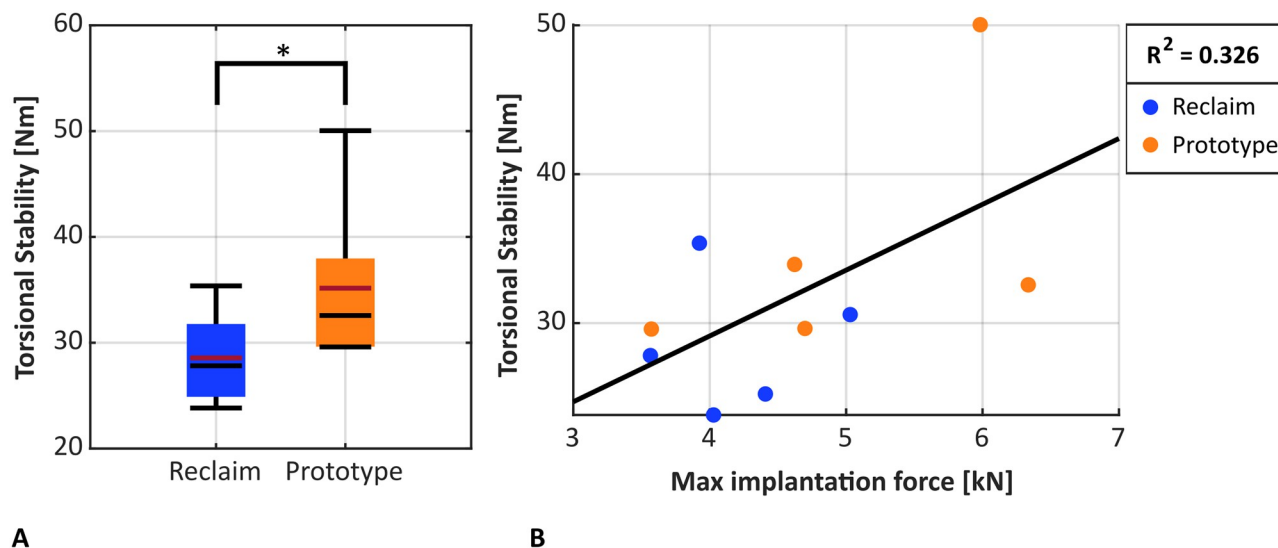 60
50
40
30
20
Torsional Stability [Nm]
*
Reclaim Prototype
A
50
40
30
Torsional Stability [Nm]
3 4 5 6 7
Max implantation force [kN]
R² = 0.326
Reclaim
Prototype
B